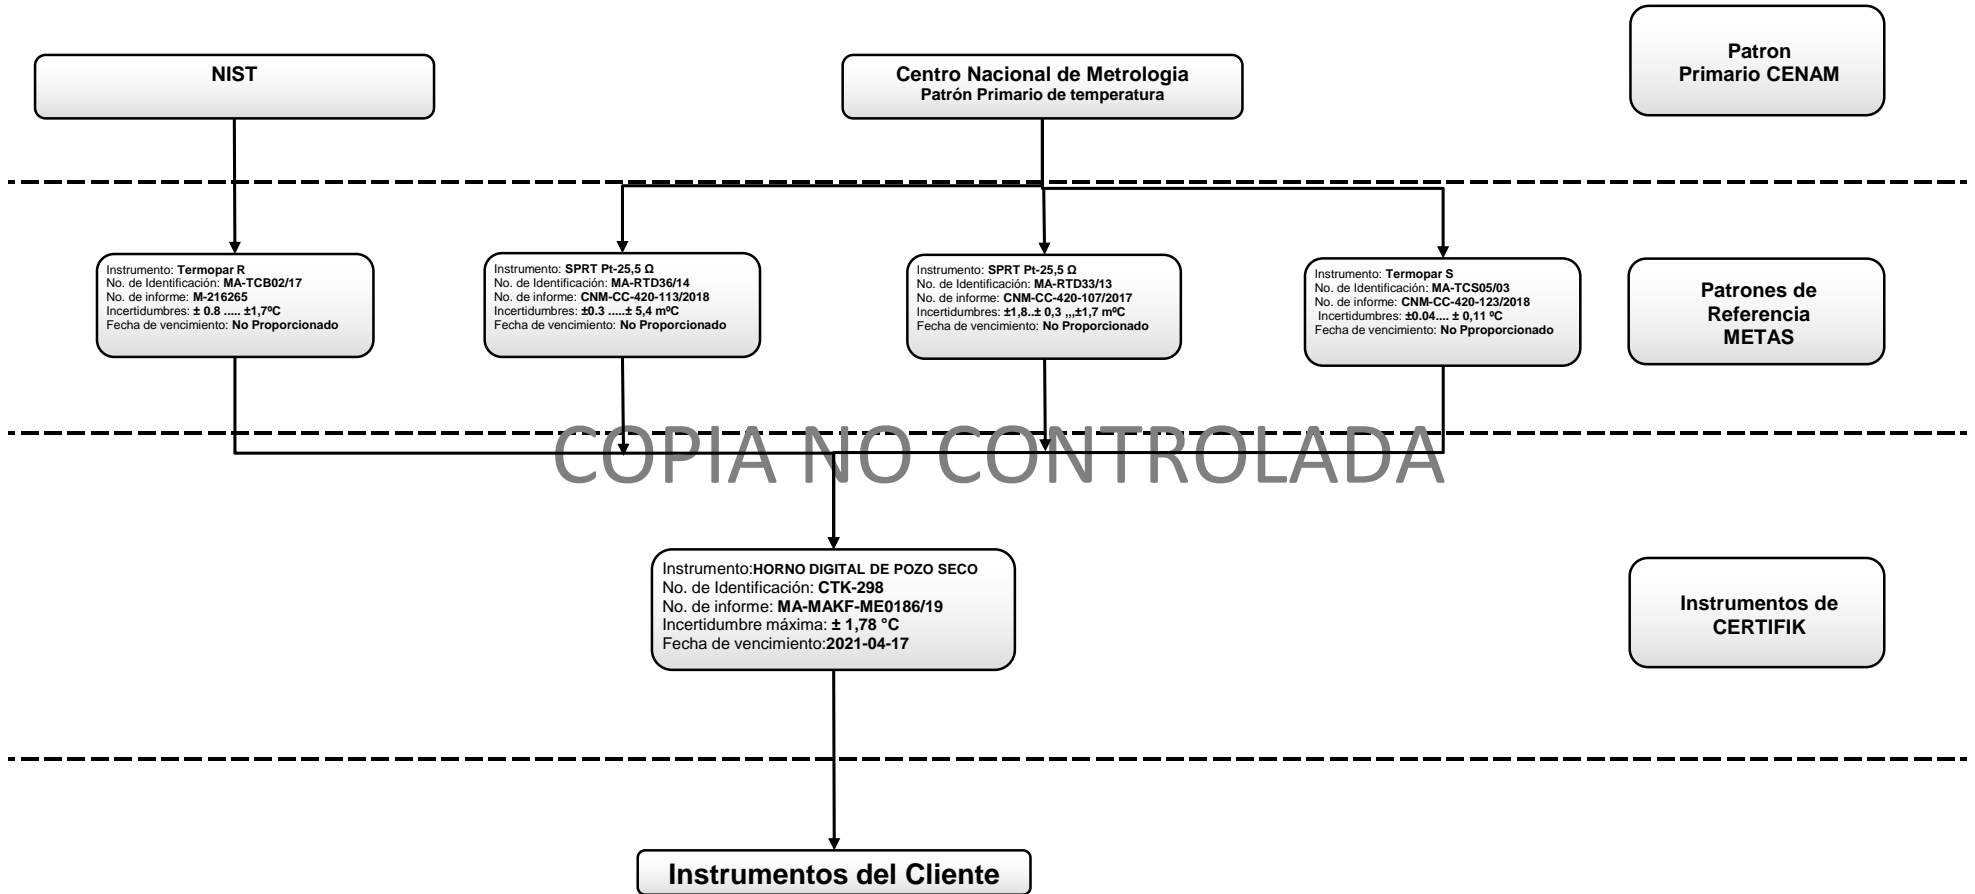 NIST
Centro Nacional de Metrologia
Patrón Primario de temperatura
Patron
Primario CENAM
Instrumento: Termopar R
No. de Identificación: MA-TCB02/17
No. de informe: M-216265
Incertidumbres: ± 0.8 ..... ±1,7ºC
Fecha de vencimiento: No Proporcionado
Instrumento: SPRT Pt-25,5 Ω
No. de Identificación: MA-RTD36/14
No. de informe: CNM-CC-420-113/2018
Incertidumbres: ±0.3 .....± 5,4 mºC
Fecha de vencimiento: No Proporcionado
Instrumento: SPRT Pt-25,5 Ω
No. de Identificación: MA-RTD33/13
No. de informe: CNM-CC-420-107/2017
Incertidumbres: ±1,8..± 0,3 ,,,±1,7 mºC
Fecha de vencimiento: No Proporcionado
Instrumento: Termopar S
No. de Identificación: MA-TCS05/03
No. de informe: CNM-CC-420-123/2018
Incertidumbres: ±0.04.... ± 0,11 ºC
Fecha de vencimiento: No Pproporcionado
Patrones de
Referencia
METAS
COPIA NO CONTROLADA
Instrumento:HORNO DIGITAL DE POZO SECO
No. de Identificación: CTK-298
No. de informe: MA-MAKF-ME0186/19
Incertidumbre máxima: ± 1,78 °C
Fecha de vencimiento:2021-04-17
Instrumentos de
CERTIFIK
Instrumentos del Cliente